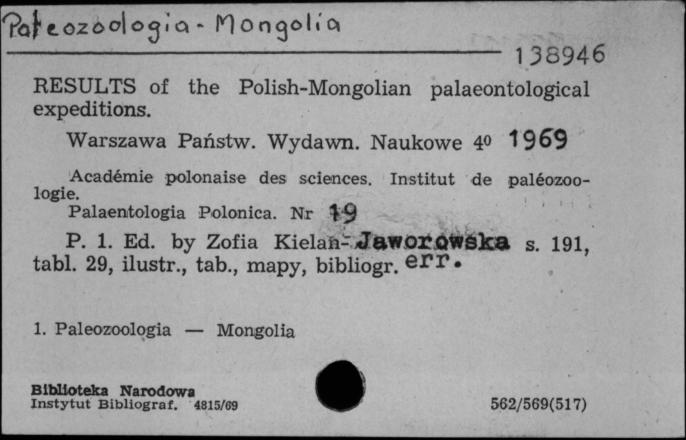 Paleozoologia - Mongolia
138946
RESULTS of the Polish-Mongolian palaeontological
expeditions.
Warszawa Państw. Wydawn. Naukowe 4⁰ 1969
Académie polonaise des sciences. Institut de paléozoo-
logie.
Palaentologia Polonica. Nr 19
P. 1. Ed. by Zofia Kielan-Jaworowska s. 191,
tabl. 29, ilustr., tab., mapy, bibliogr. err.
1. Paleozoologia — Mongolia
Biblioteka Narodowa
Instytut Bibliograf. 4815/69
562/569(517)